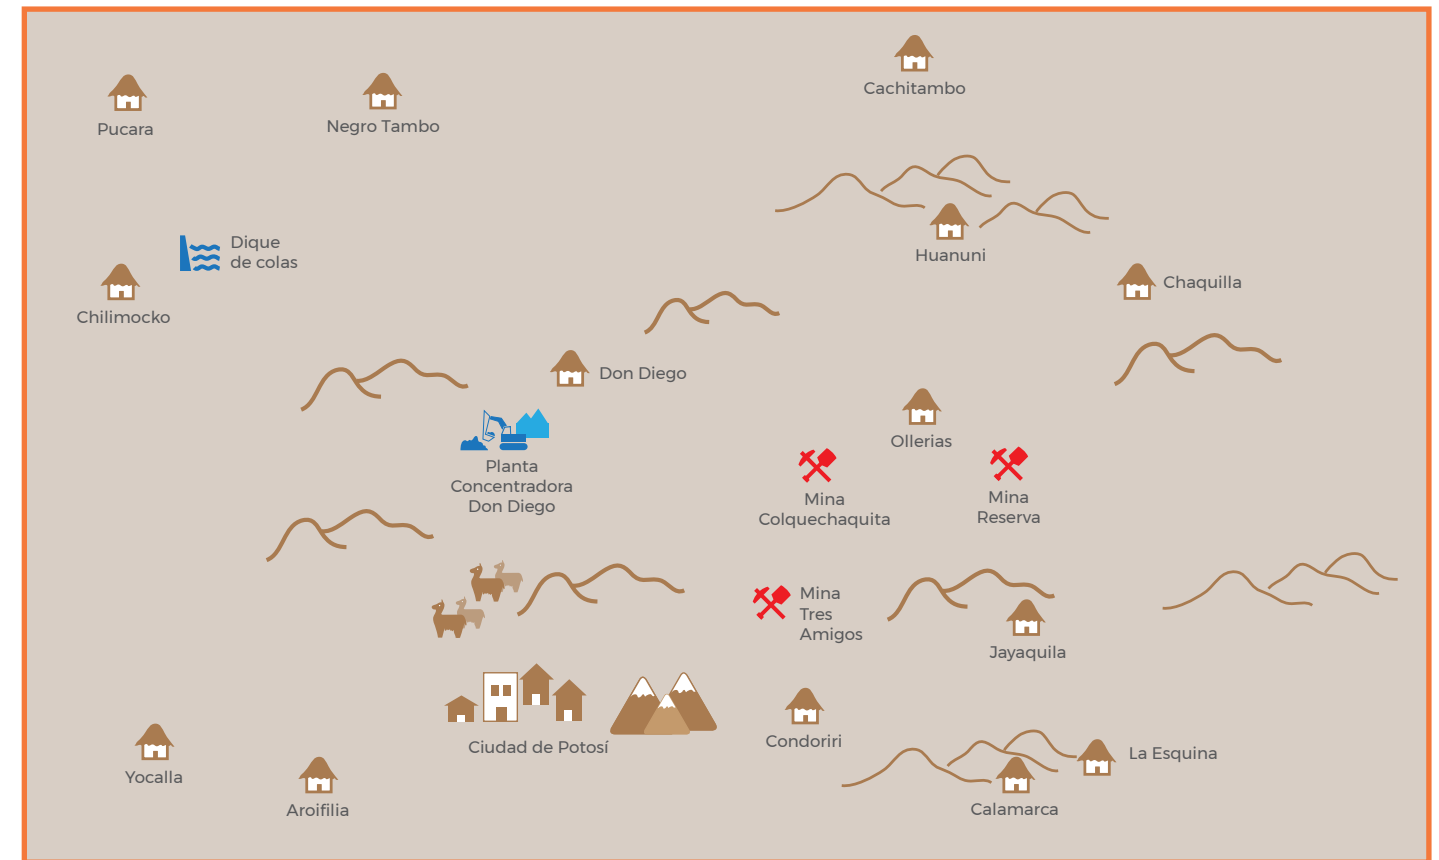 Cachitambo
Pucara
Negro Tambo
Dique
de colas
Huanuni
Chaquilla
Chilimocko
Don Diego
Ollerias
Planta
Concentradora
Don Diego
Mina
Colquechaquita
Mina
Reserva
Mina
Tres
Amigos
Jayaquila
Ciudad de Potosí
Condoriri
La Esquina
Yocalla
Aroifilia
Calamarca